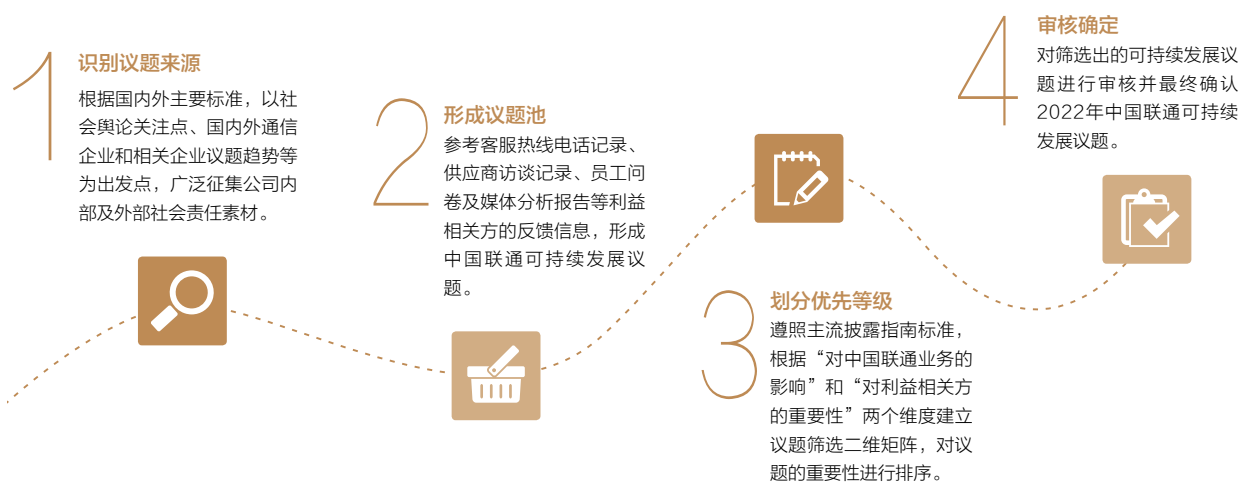 1
识别议题来源
根据国内外主要标准，以社
会舆论关注点、国内外通信
企业和相关企业议题趋势等
为出发点，广泛征集公司内
部及外部社会责任素材。
2
形成议题池
参考客服热线电话记录、
供应商访谈记录、员工问
卷及媒体分析报告等利益
相关方的反馈信息，形成
中国联通可持续发展议
题。
3
划分优先等级
遵照主流披露指南标准，
根据“对中国联通业务的
影响”和“对利益相关方
的重要性”两个维度建立
议题筛选二维矩阵，对议
题的重要性进行排序。
4
审核确定
对筛选出的可持续发展议
题进行审核并最终确认
2022年中国联通可持续
发展议题。